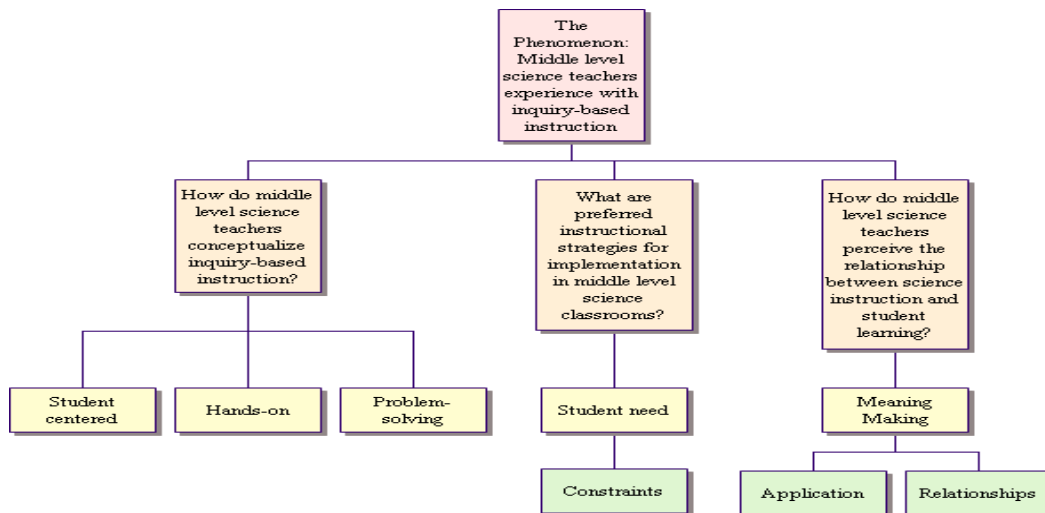 The
Phenomenon:
Middle level
science teachers
experience with
inquiry-based
instruction
How do middle
level science
teachers
conceptualize
inquiry-based
instruction?
What are
preferred
instructional
strategies for
implementation
in middle level
science
classrooms?
How do middle
level science
teachers
perceive the
relationship
between science
instruction and
student
learning?
Student
centered
Hands-on
Problem-
solving
Student need
Meaning
Making
Constraints
Application
Relationships